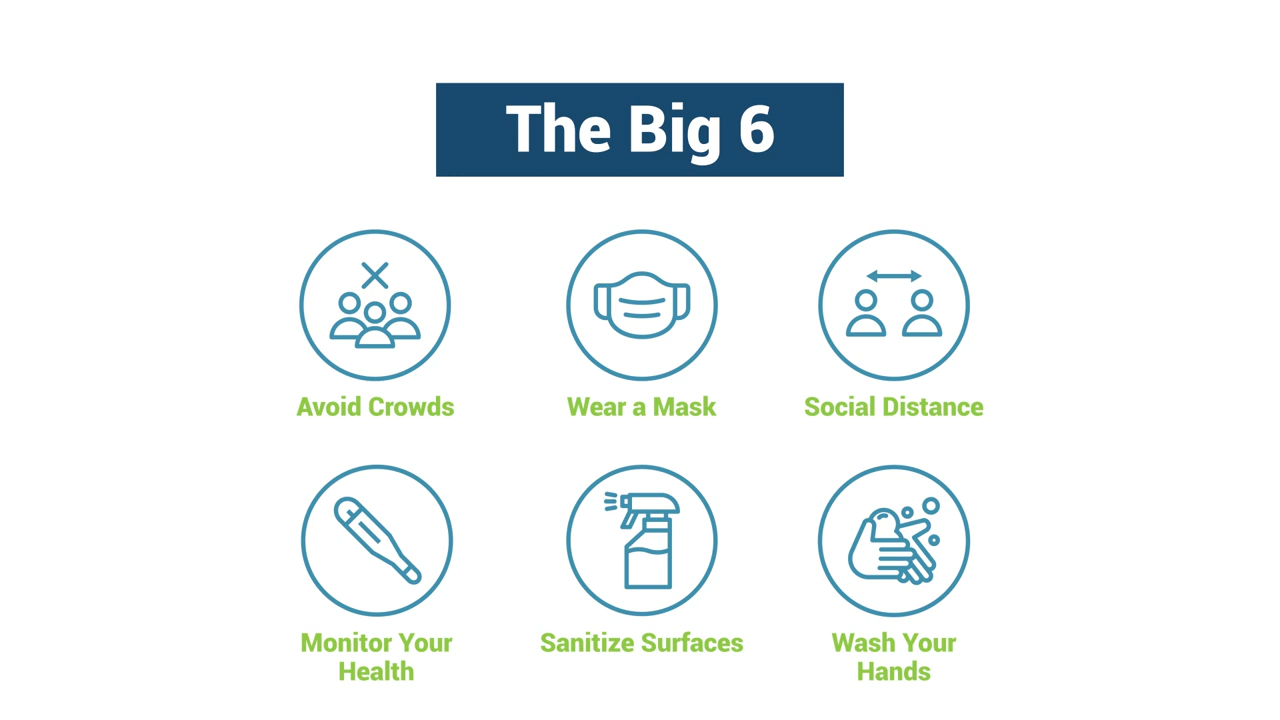 The Big 6
Avoid Crowds
Wear a Mask
Social Distance
Monitor Your
Health
Sanitize Surfaces
Wash Your
Hands